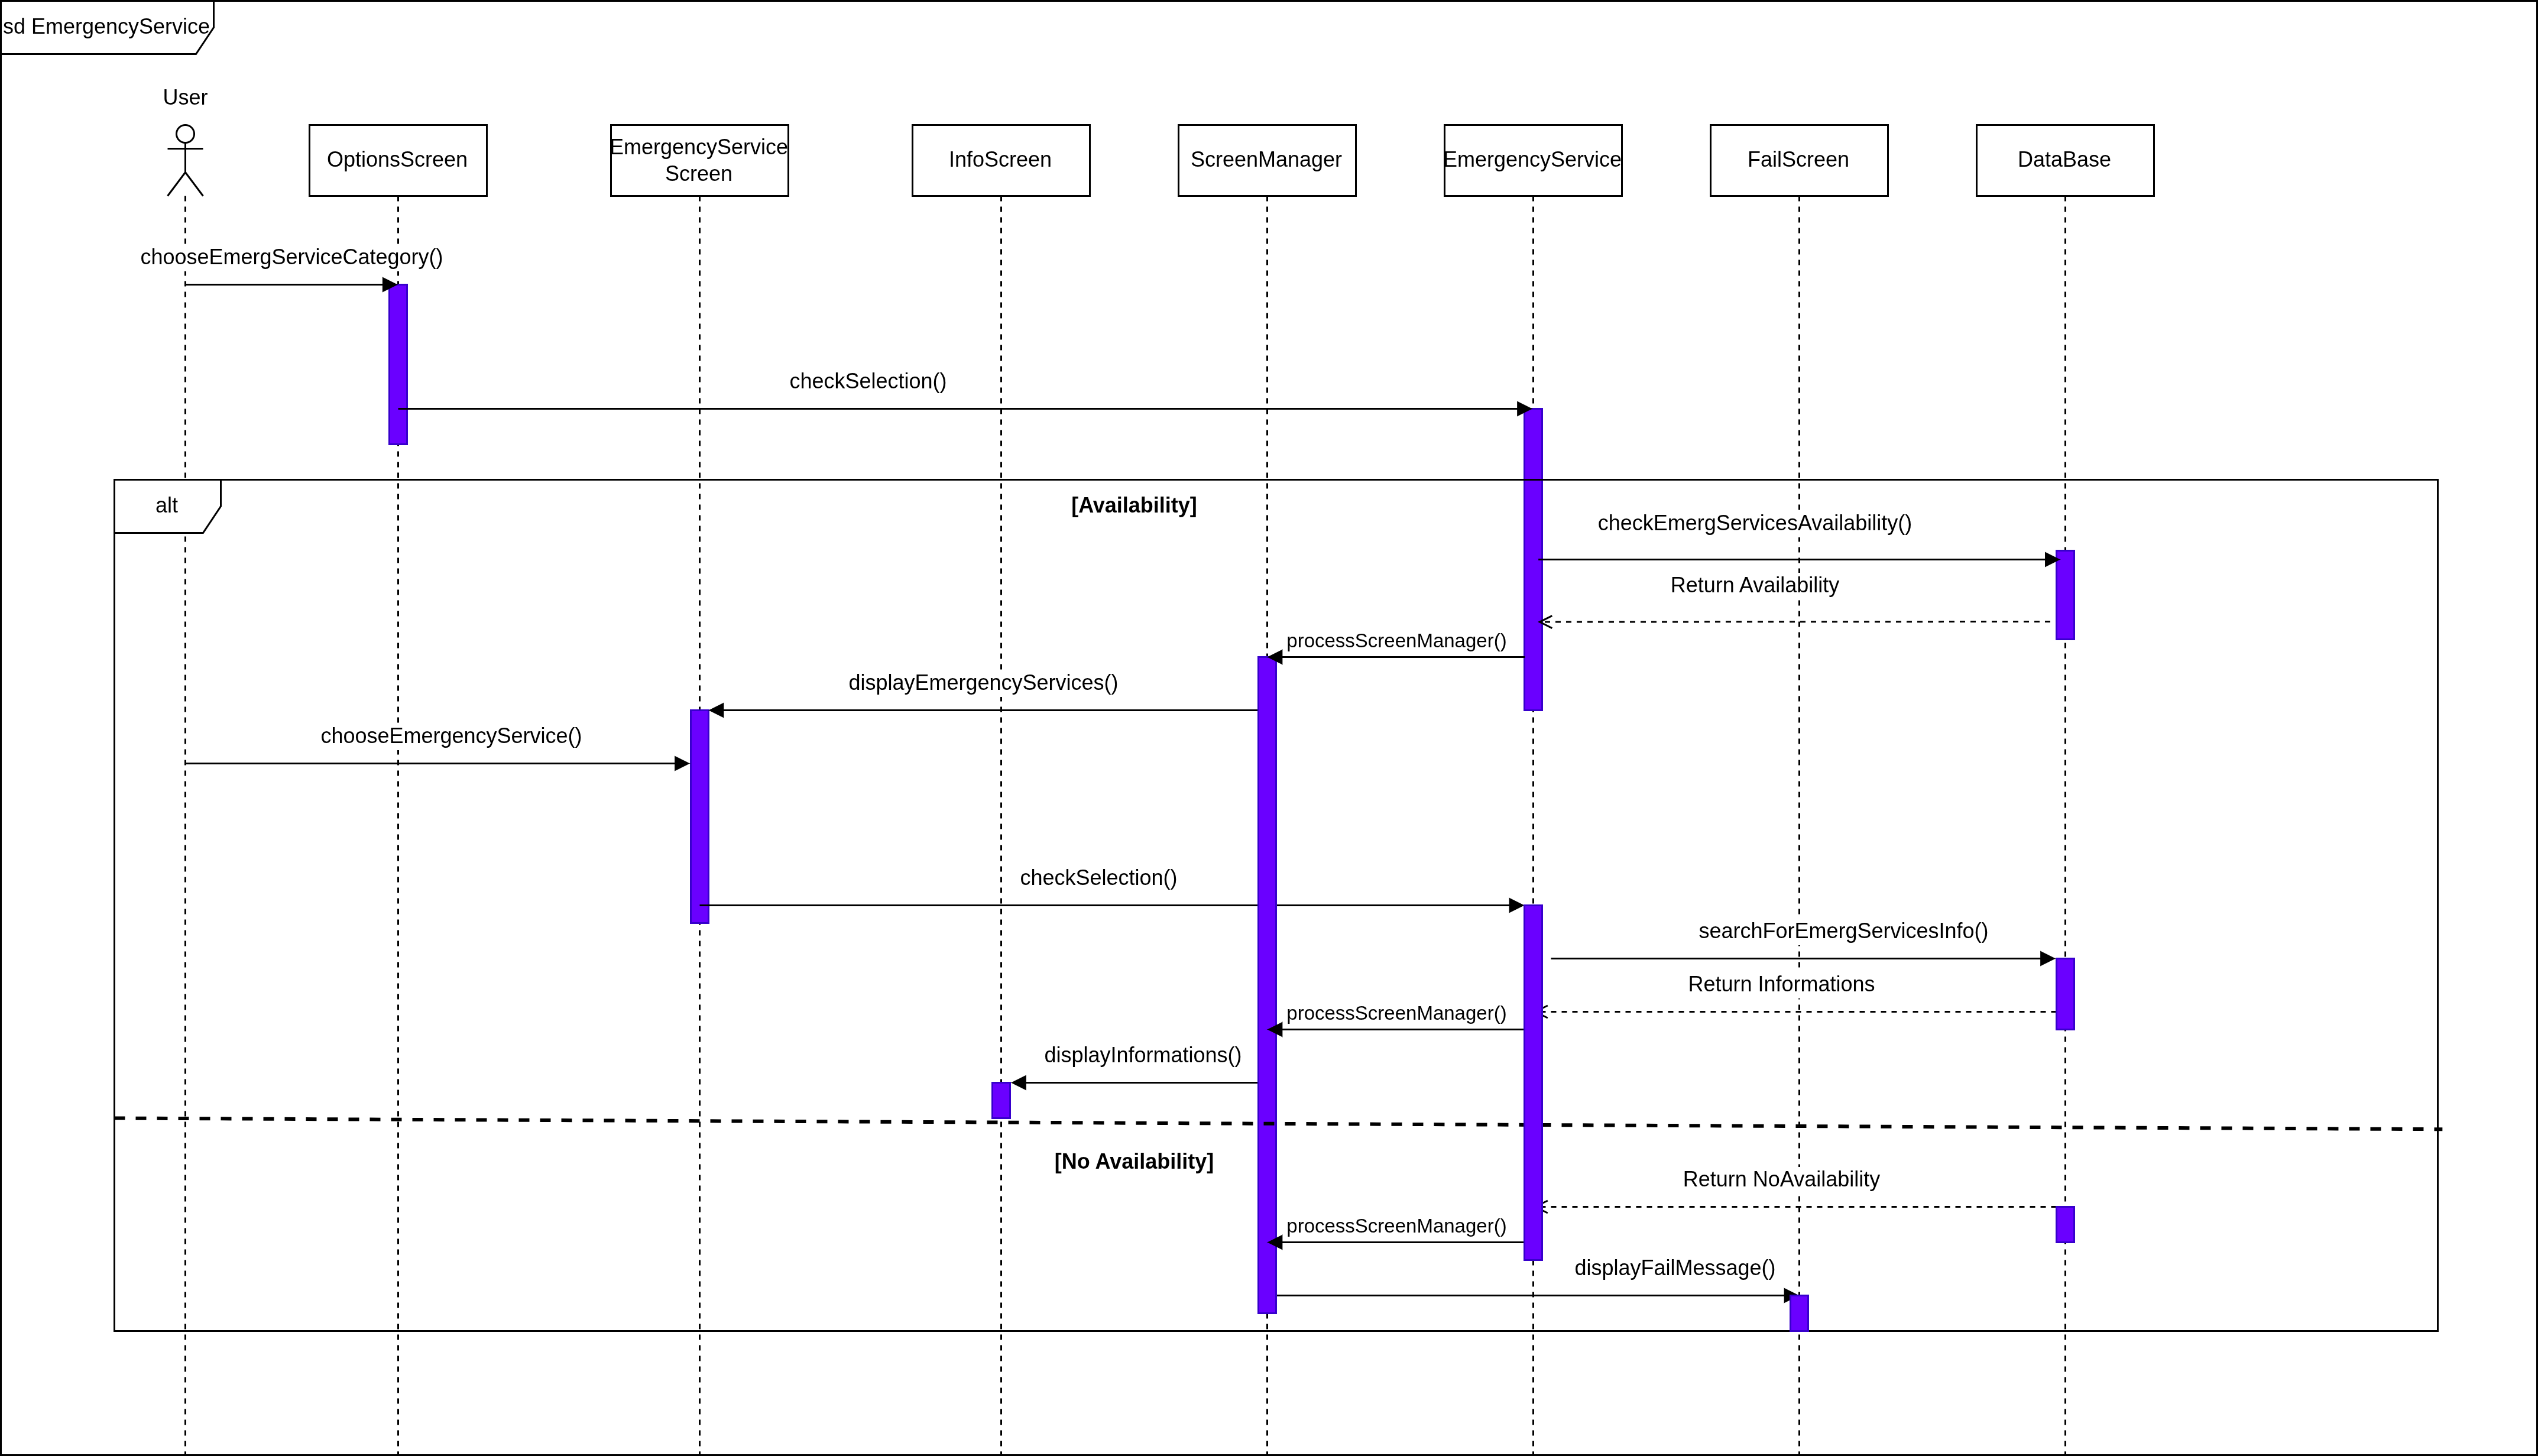 sd EmergencyService
User
OptionsScreen
EmergencyService
Screen
InfoScreen
ScreenManager
EmergencyService
FailScreen
DataBase
chooseEmergServiceCategory()
checkSelection()
alt
[Availability]
checkEmergServicesAvailability()
Return Availability
processScreenManager()
displayEmergencyServices()
chooseEmergencyService()
checkSelection()
searchForEmergServicesInfo()
Return Informations
processScreenManager()
displayInformations()
[No Availability]
Return NoAvailability
processScreenManager()
displayFailMessage()